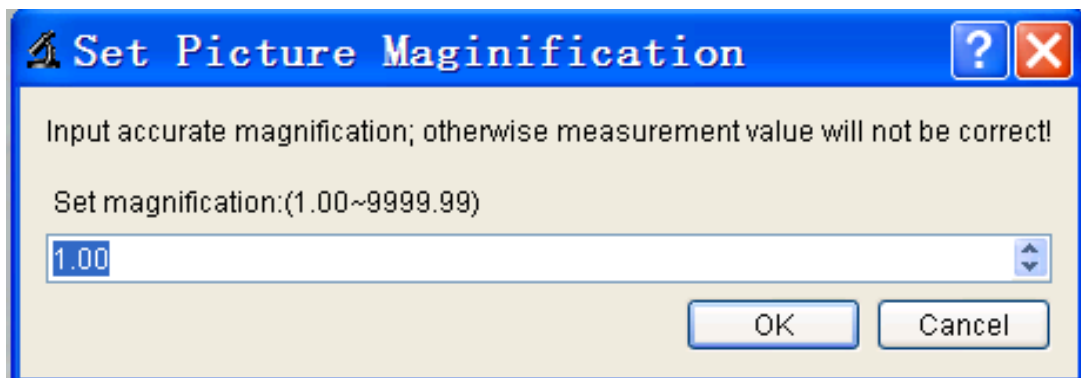 Set Picture Maginification
Input accurate magnification; otherwise measurement value will not be correct!
Set magnification:(1.00~9999.99)
1.00
OK Cancel